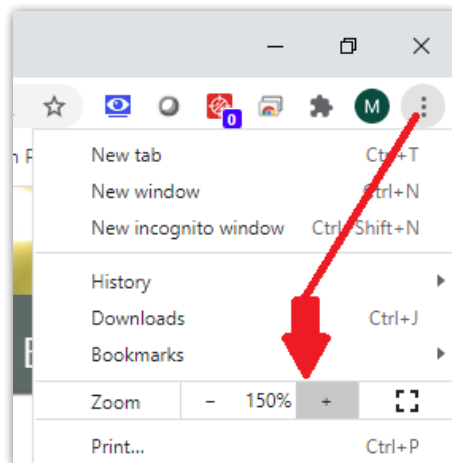 M
0
New tab Ctrl+T
New window Ctrl+N
New incognito window Ctrl+Shift+N
History
Downloads Ctrl+J
Bookmarks
Zoom - 150% +
Print... Ctrl+P